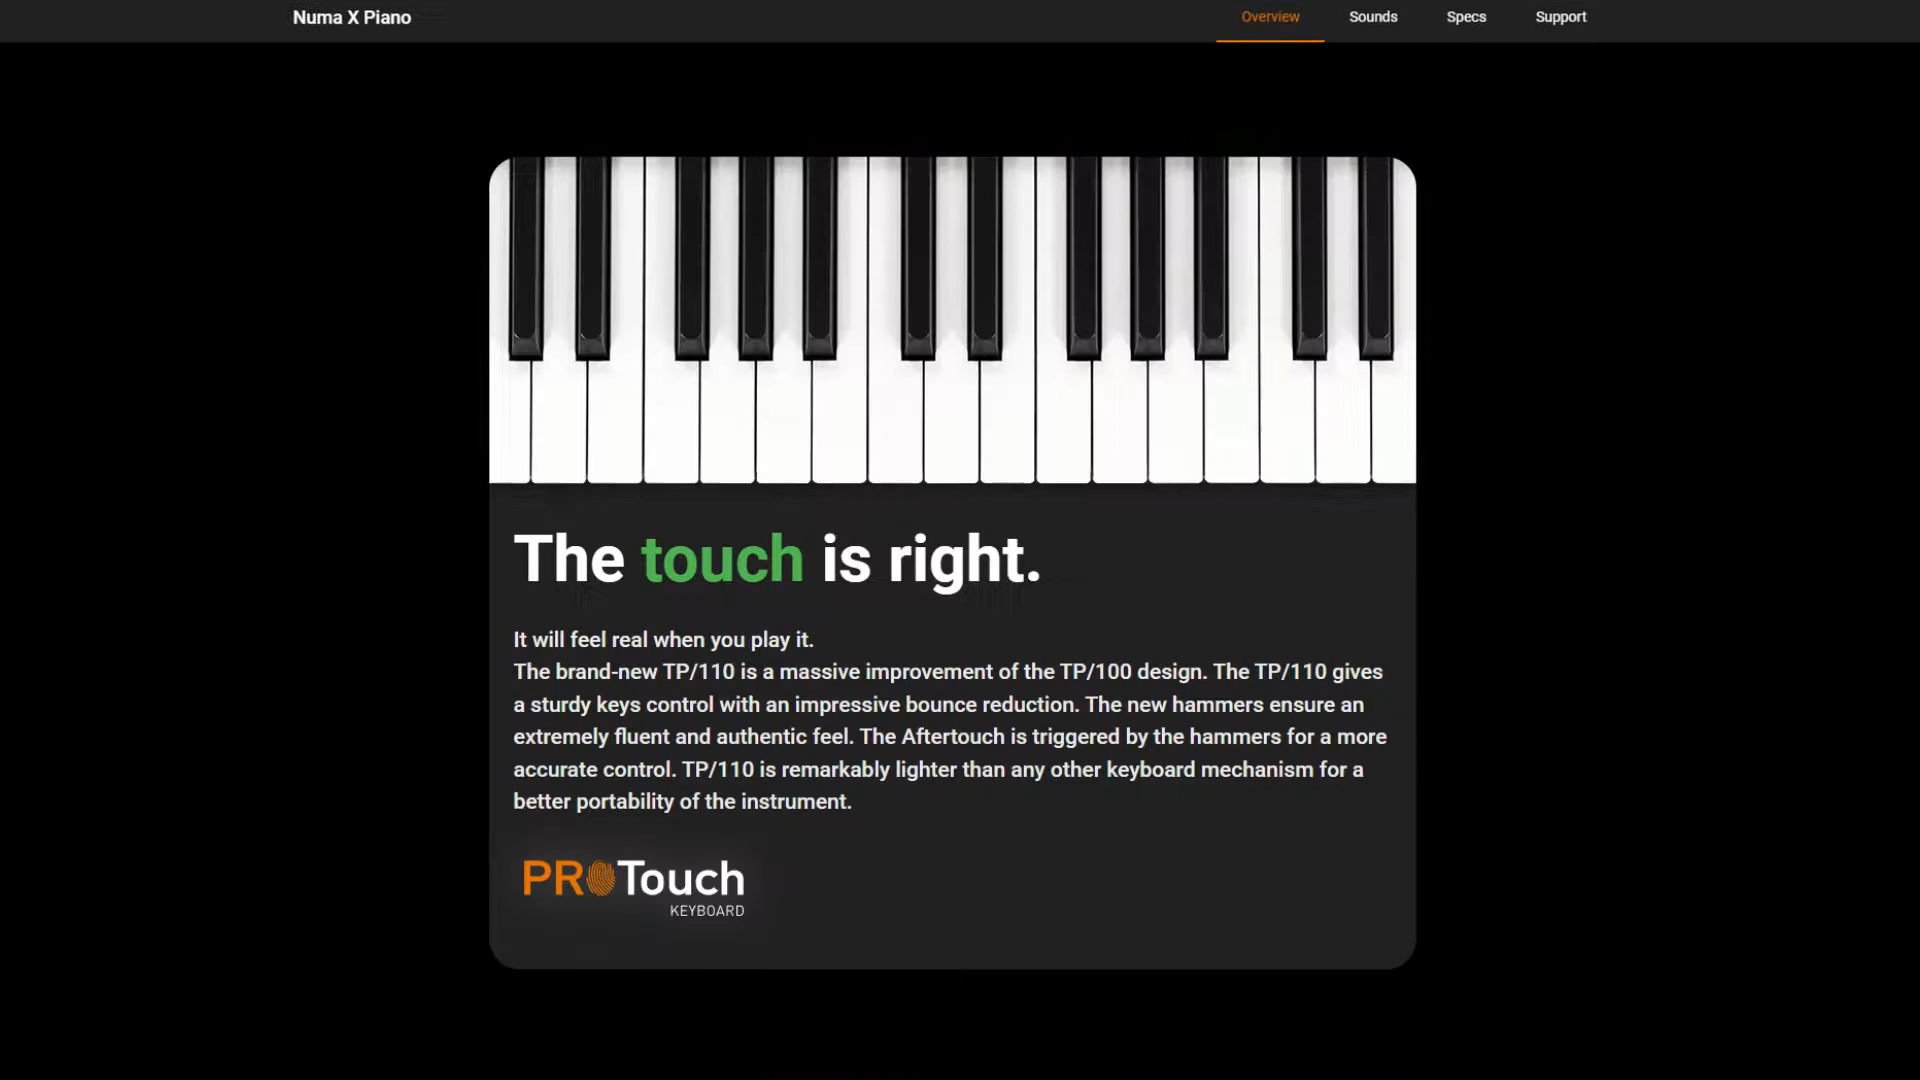 Numa X Piano
Overview
Sounds
Specs
Support
The touch is right.
It will feel real when you play it.
The brand-new TP/110 is a massive improvement of the TP/100 design. The TP/110 gives
a sturdy keys control with an impressive bounce reduction. The new hammers ensure an
extremely fluent and authentic feel. The Aftertouch is triggered by the hammers for a more
accurate control. TP/110 is remarkably lighter than any other keyboard mechanism for a
better portability of the instrument.
PROTouch
KEYBOARD